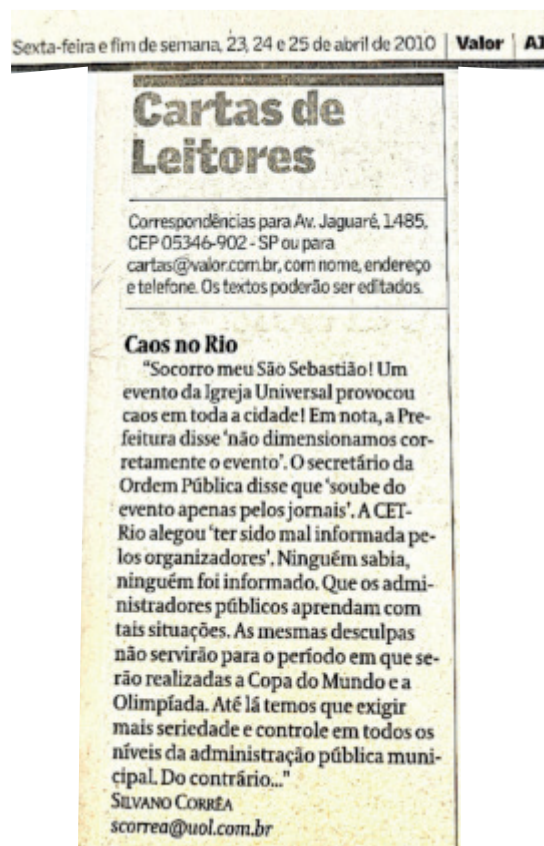 Sexta-feira e fim de semana, 23, 24 e 25 de abril de 2010 | Valor | A1
Cartas de
Leitores
Correspondências para Av. Jaguaré, 1.485,
CEP 05346-902 - SP ou para
cartas@valor.com.br, com nome, endereço
e telefone. Os textos poderão ser editados.
Caos no Rio
"Socorro meu São Sebastião! Um
evento da Igreja Universal provocou
caos em toda a cidade! Em nota, a Pre-
feitura disse 'não dimensionamos cor-
retamente o evento'. O secretário da
Ordem Pública disse que 'soube do
evento apenas pelos jornais'. A CET-
Rio alegou 'ter sido mal informada pe-
los organizadores'. Ninguém sabia,
ninguém foi informado. Que os admi-
nistradores públicos aprendam com
tais situações. As mesmas desculpas
não servirão para o período em que se-
rão realizadas a Copa do Mundo e a
Olimpíada. Até lá temos que exigir
mais seriedade e controle em todos os
níveis da administração pública muni-
cipal. Do contrário..."
SILVANO CORRÊA
scorrea@uol.com.br